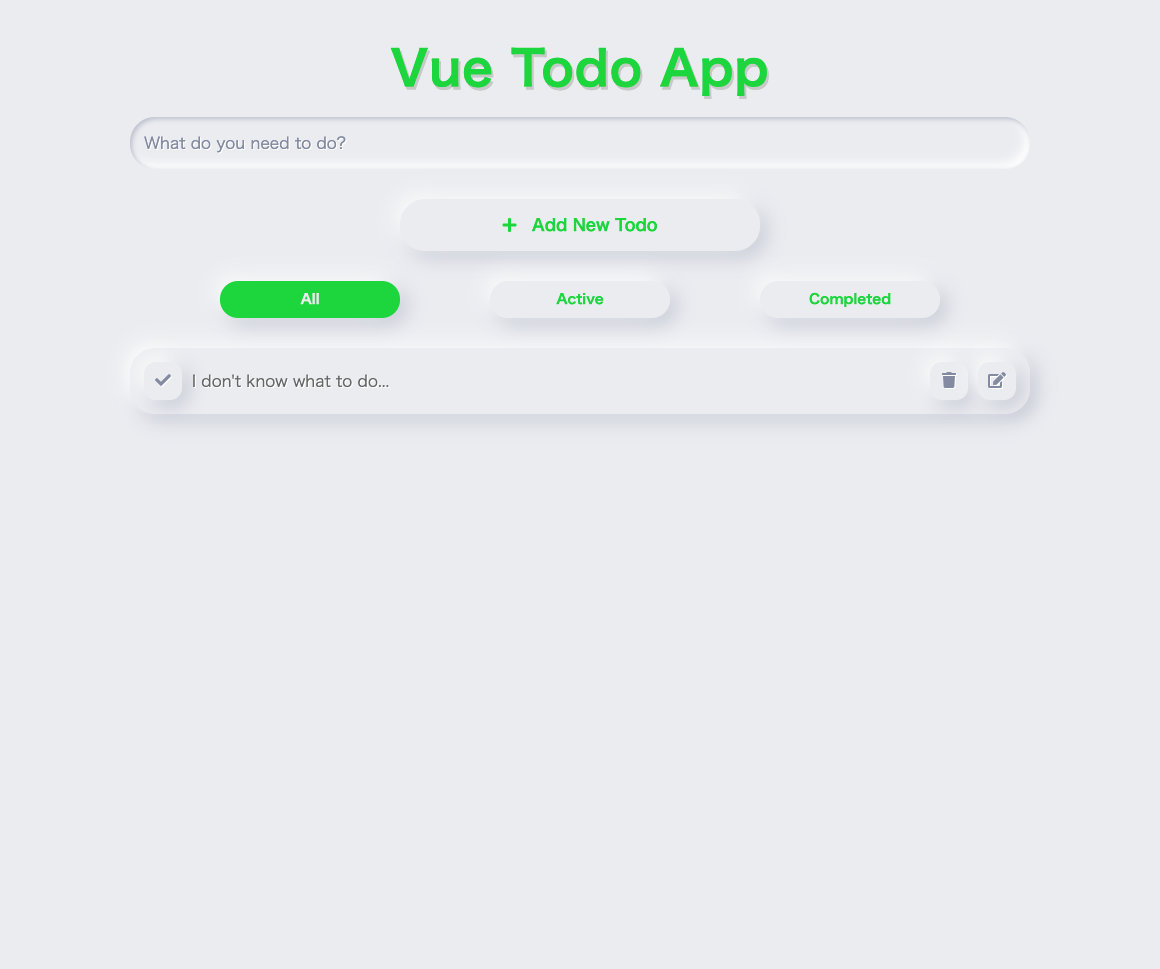 Vue Todo App
What do you need to do?
Add New Todo
All
Active
Completed
I don't know what to do...